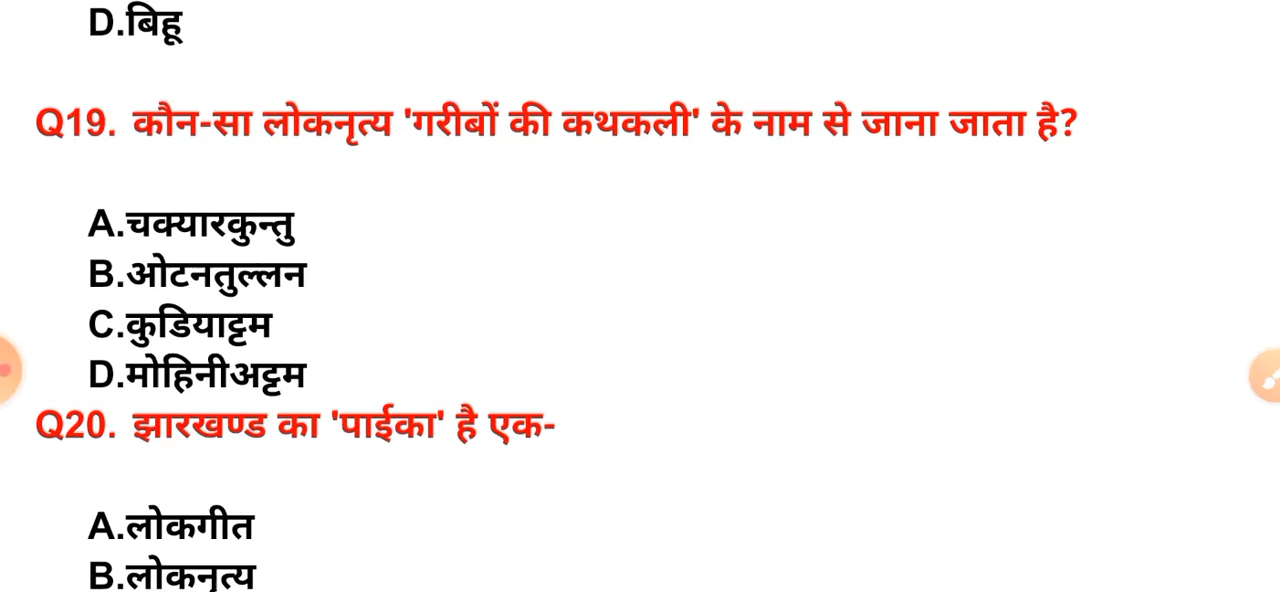 D.बिहू
Q19. कौन-सा लोकनृत्य 'गरीबों की कथकली' के नाम से जाना जाता है?
A.चक्यारकुन्तु
B.ओटनतुल्लन
C.कुडियाट्टम
D.मोहिनीअट्टम
Q20. झारखण्ड का 'पाईका' है एक-
A.लोकगीत
B.लोकनृत्य